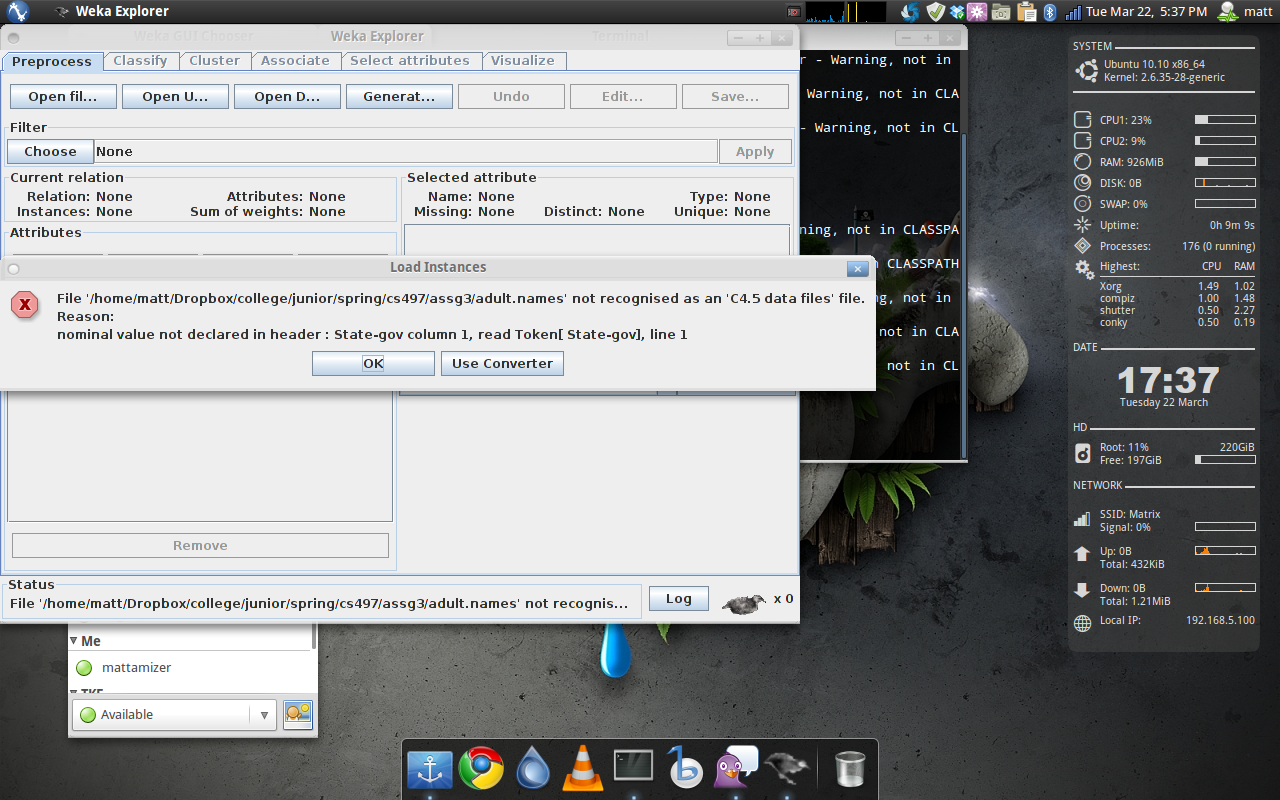 Weka Explorer
Tue Mar 22, 5:37 PM
matt
Weka GUI Chooser
Weka Explorer
Terminal
Preprocess
Classify
Cluster
Associate
Select attributes
Visualize
Open fil...
Open U...
Open D...
Generat...
Undo
Edit...
Save...
Filter
Choose
None
Apply
Current relation
Relation: None
Attributes: None
Instances: None
Sum of weights: None
Selected attribute
Name: None
Type: None
Missing: None
Distinct: None
Unique: None
Attributes
r - Warning, not in
Warning, not in CLA
- Warning, not in CL
ning, not in CLASSPA
CLASSPATH
ng, not in
not in CLA
not in CL
Load Instances
File '/home/matt/Dropbox/college/junior/spring/cs497/assg3/adult.names' not recognised as an 'C4.5 data files' file.
Reason:
nominal value not declared in header : State-gov column 1, read Token[ State-gov], line 1
OK
Use Converter
Remove
Status
File '/home/matt/Dropbox/college/junior/spring/cs497/assg3/adult.names' not recognis...
Log
x 0
Me
mattamizer
Available
SYSTEM
Ubuntu 10.10 x86_64
Kernel: 2.6.35-28-generic
CPU1: 23%
CPU2: 9%
RAM: 926MiB
DISK: 0B
SWAP: 0%
Uptime: 0h 9m 9s
Processes: 176 (0 running)
Highest: CPU RAM
Xorg 1.49 1.02
compiz 1.00 1.48
shutter 0.50 2.27
conky 0.50 0.19
DATE
17:37
Tuesday 22 March
HD
Root: 11% 220GiB
Free: 197GiB
NETWORK
SSID: Matrix
Signal: 0%
Up: 0B
Total: 432KiB
Down: 0B
Total: 1.21MiB
Local IP: 192.168.5.100